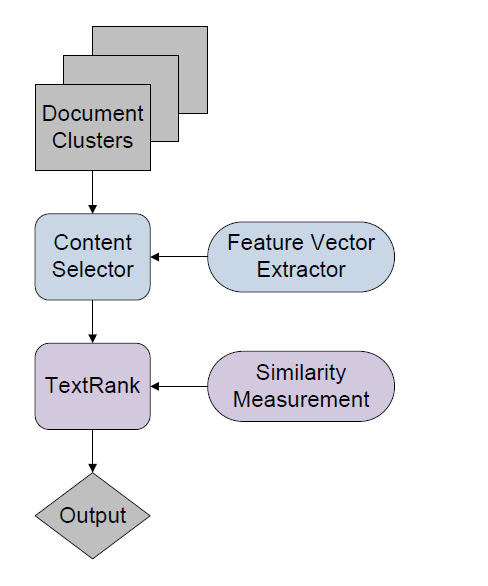 Document
Clusters
Content
Selector
Feature Vector
Extractor
TextRank
Similarity
Measurement
Output